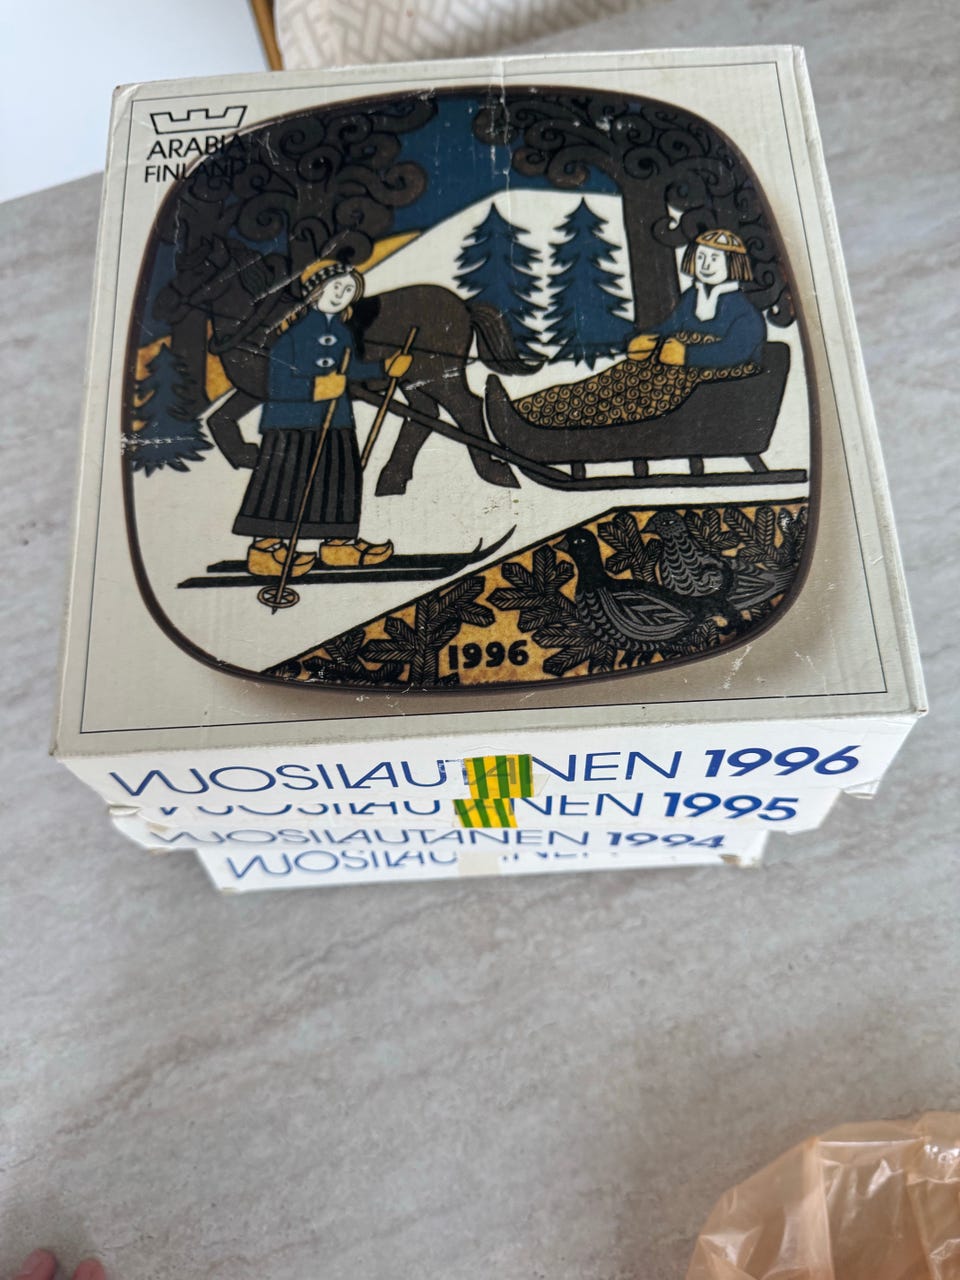 ARABIA
FINLAND
1996
VUOSILAUTANEN 1996
VUOSILAUTANEN 1995
VUOSILAUTANEN 1994